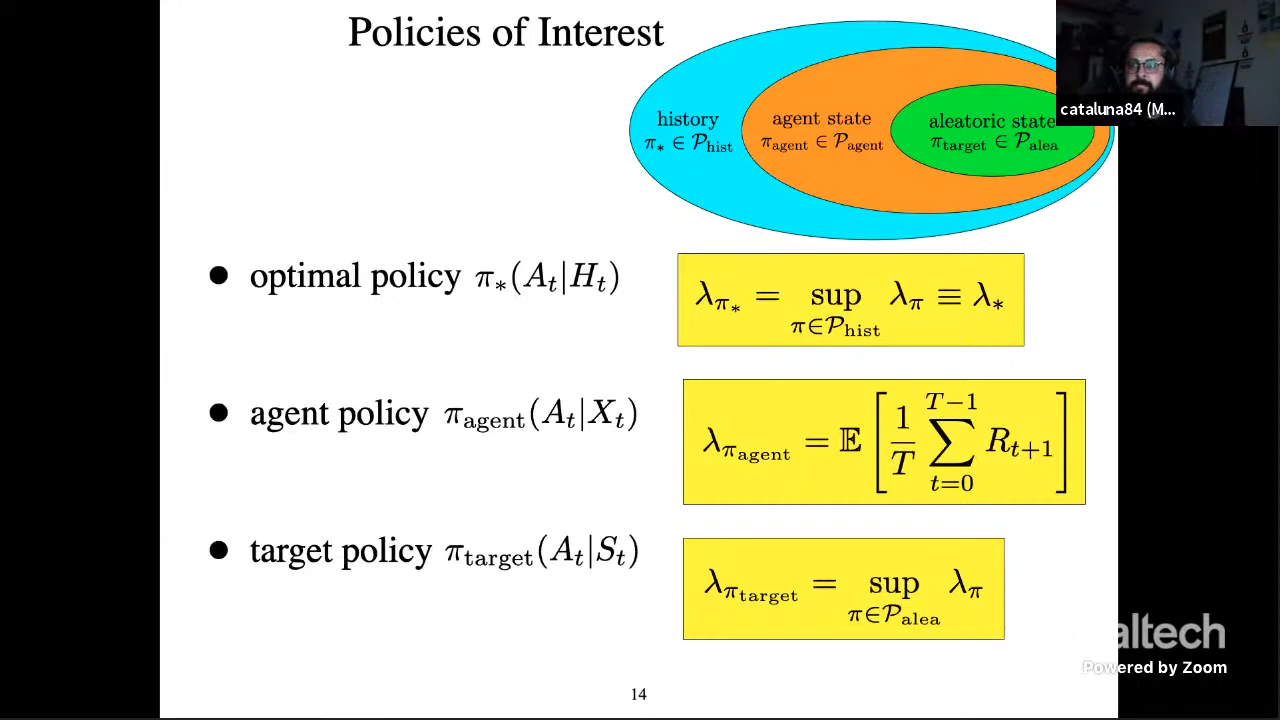 Policies of Interest
history
π∗ ∈ 𝒫hist
agent state
πagent ∈ 𝒫agent
aleatoric state
πtarget ∈ 𝒫alea
cataluna84 (M...
● optimal policy π∗(At|Ht)
λπ∗ = sup π∈𝒫hist λπ ≡ λ∗
● agent policy πagent(At|Xt)
λπagent = 𝔼[1/T ∑t=0^T−1 Rt+1]
● target policy πtarget(At|St)
λπtarget = sup π∈𝒫alea λπ
altech
Powered by Zoom
14